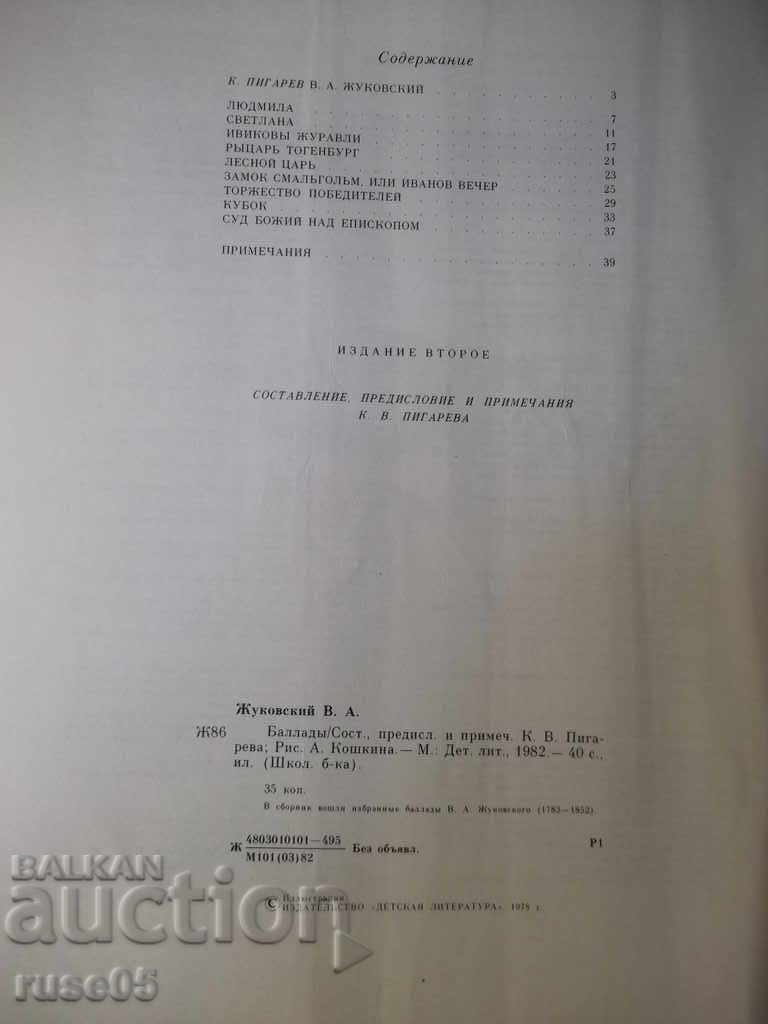 Содержание
К. ПИГАРЕВ В. А. ЖУКОВСКИЙ . . . . . . . . . . 3
ЛЮДМИЛА . . . . . . . . . . 7
СВЕТЛАНА . . . . . . . . . . 11
ИВИКОВЫ ЖУРАВЛИ . . . . . . . . . . 17
РЫЦАРЬ ТОГЕНБУРГ . . . . . . . . . . 21
ЛЕСНОЙ ЦАРЬ . . . . . . . . . . 23
ЗАМОК СМАЛЬГОЛЬМ, ИЛИ ИВАНОВ ВЕЧЕР . . . . . . 25
ТОРЖЕСТВО ПОБЕДИТЕЛЕЙ . . . . . . . . . . 29
КУБОК . . . . . . . . . . 33
СУД БОЖИЙ НАД ЕПИСКОПОМ . . . . . . . . . . 37
ПРИМЕЧАНИЯ . . . . . . . . . . 39
ИЗДАНИЕ ВТОРОЕ
СОСТАВЛЕНИЕ, ПРЕДИСЛОВИЕ И ПРИМЕЧАНИЯ
К. В. ПИГАРЕВА
Жуковский В. А.
Ж86 Баллады/Сост., предисл. и примеч. К. В. Пига-
рева; Рис. А. Кошкина.— М.: Дет. лит., 1982.— 40 с.,
ил. (Школ. б-ка).
35 коп.
В сборник вошли избранные баллады В. А. Жуковского (1783—1852).
Ж 4803010101—495 Без объявл. Р1
М101(03)82
© Иллюстрации.
ИЗДАТЕЛЬСТВО «ДЕТСКАЯ ЛИТЕРАТУРА», 1978 г.
BALKAN
auction
ruse05